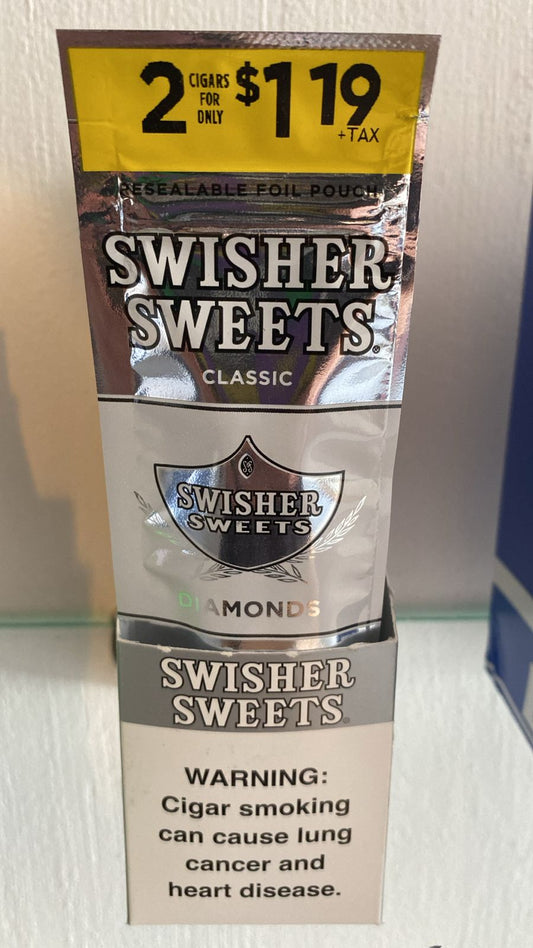 2 CIGARS FOR ONLY $1 19 +TAX
RESEALABLE FOIL POUCH
SWISHER
SWEETS®
CLASSIC
SS
SWISHER
SWEETS
DIAMONDS
SWISHER
SWEETS®
WARNING:
Cigar smoking
can cause lung
cancer and
heart disease.